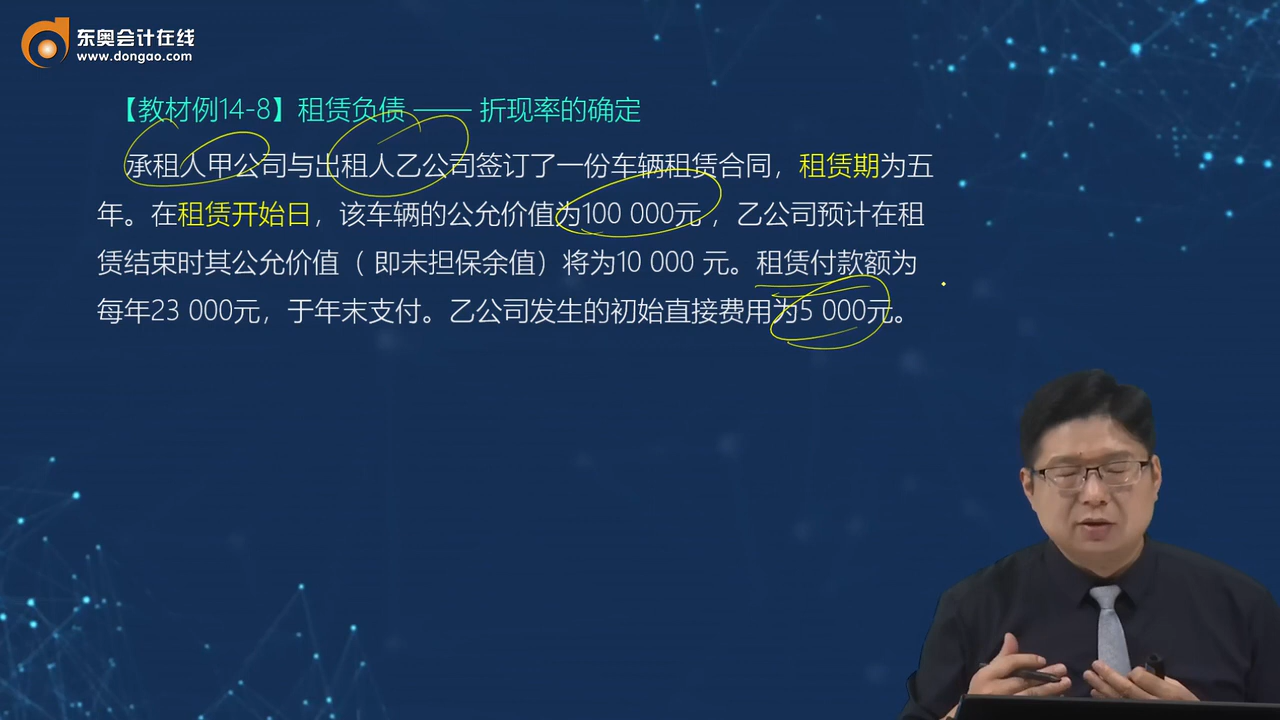 东奥会计在线
www.dongao.com
【教材例14-8】租赁负债 —— 折现率的确定
承租人甲公司与出租人乙公司签订了一份车辆租赁合同，租赁期为五
年。在租赁开始日，该车辆的公允价值为100 000元 ，乙公司预计在租
赁结束时其公允价值（ 即未担保余值）将为10 000 元。租赁付款额为
每年23 000元，于年末支付。乙公司发生的初始直接费用为5 000元。